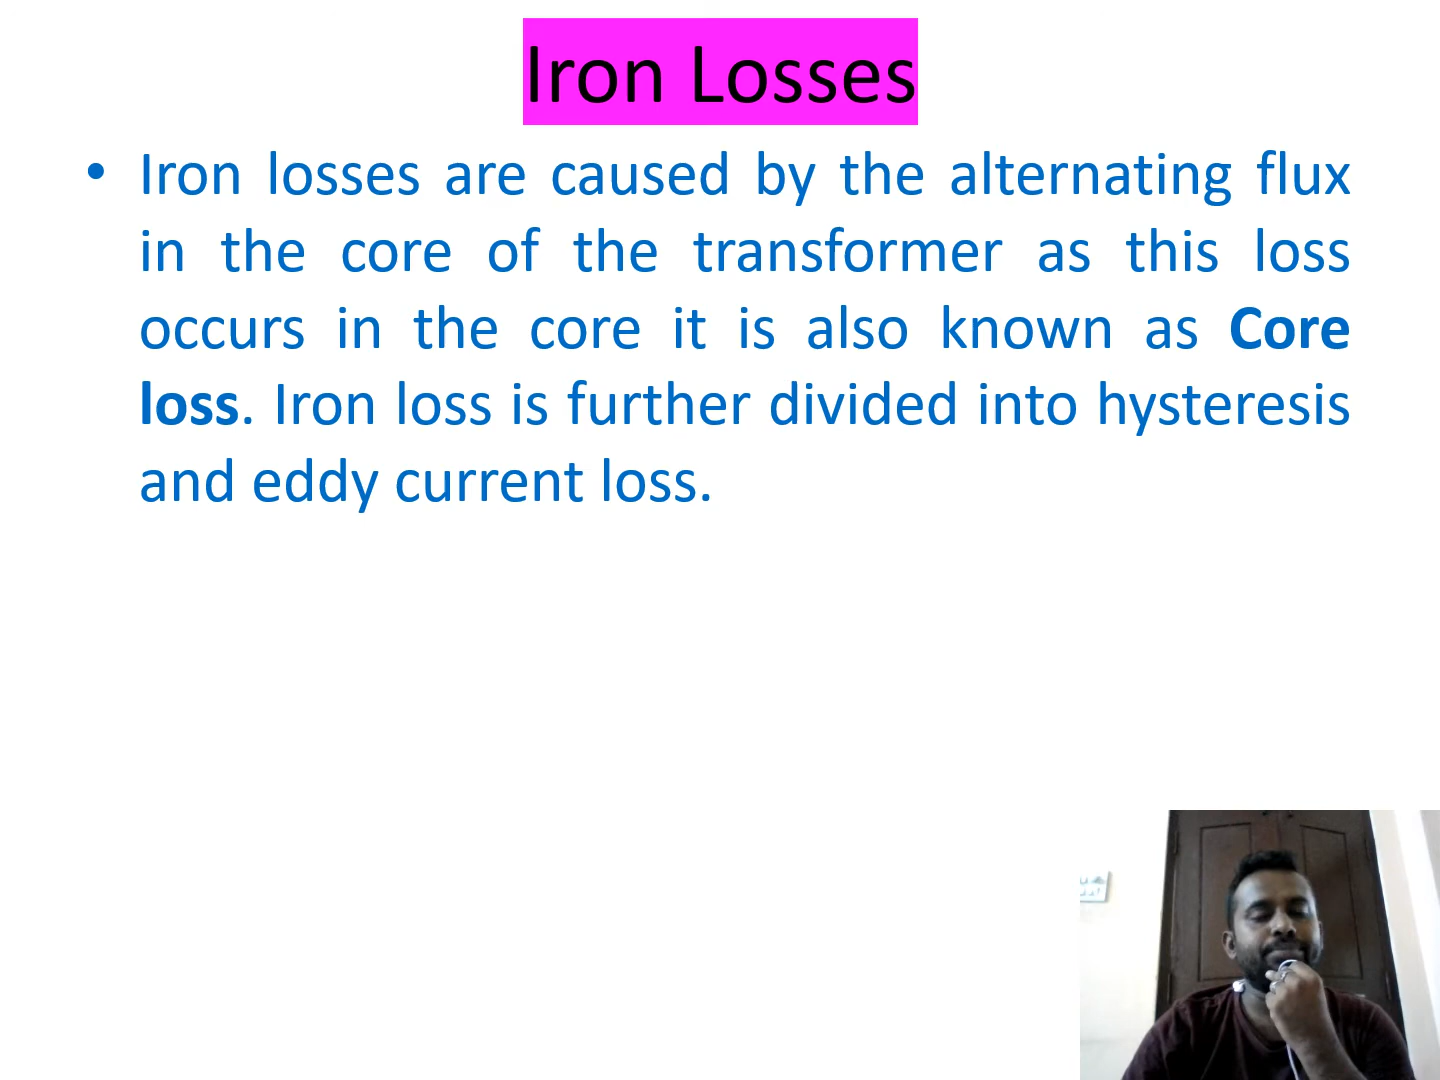 Iron Losses
• Iron losses are caused by the alternating flux
in the core of the transformer as this loss
occurs in the core it is also known as Core
loss. Iron loss is further divided into hysteresis
and eddy current loss.